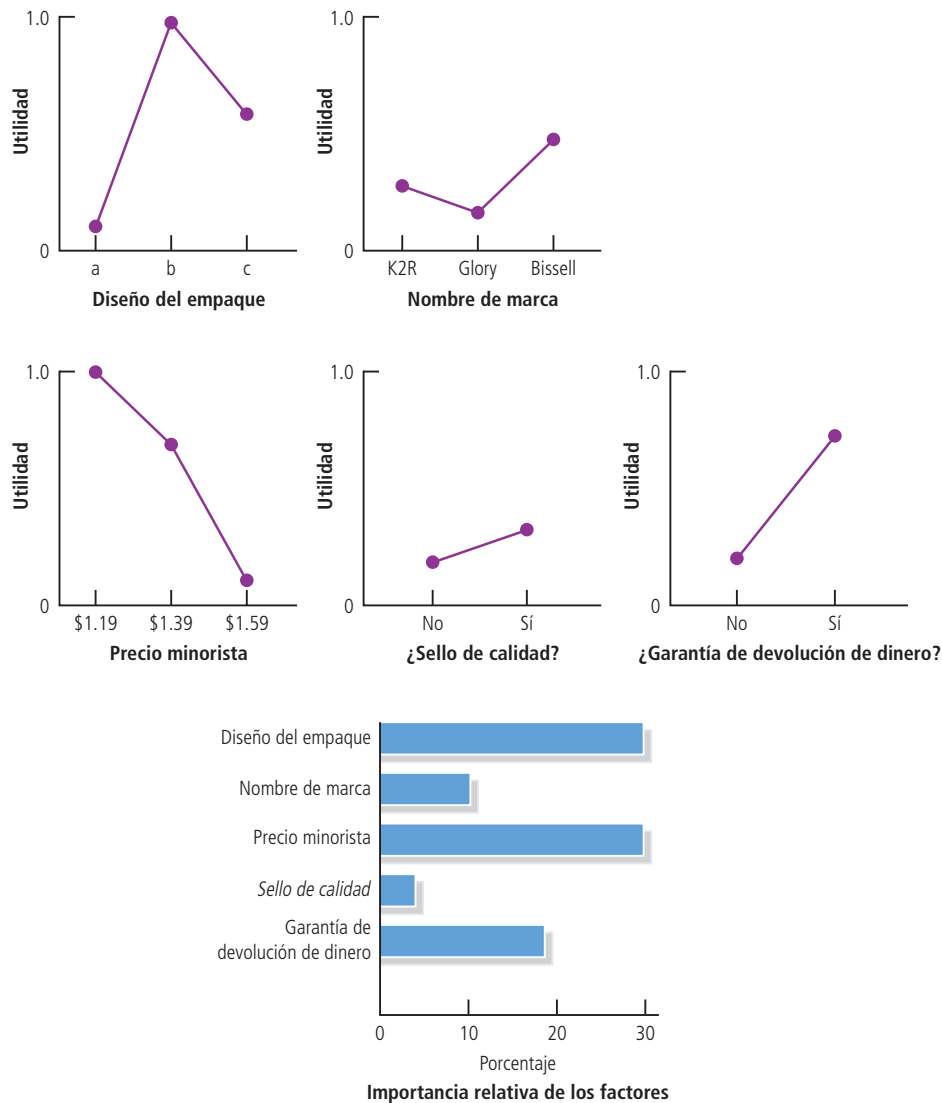 1.0
Utilidad
0
a b c
Diseño del empaque
1.0
Utilidad
0
K2R Glory Bissell
Nombre de marca
1.0
Utilidad
0
$1.19 $1.39 $1.59
Precio minorista
1.0
Utilidad
0
No Sí
¿Sello de calidad?
1.0
Utilidad
0
No Sí
¿Garantía de devolución de dinero?
Diseño del empaque
Nombre de marca
Precio minorista
Sello de calidad
Garantía de
devolución de dinero
0 10 20 30
Porcentaje
Importancia relativa de los factores